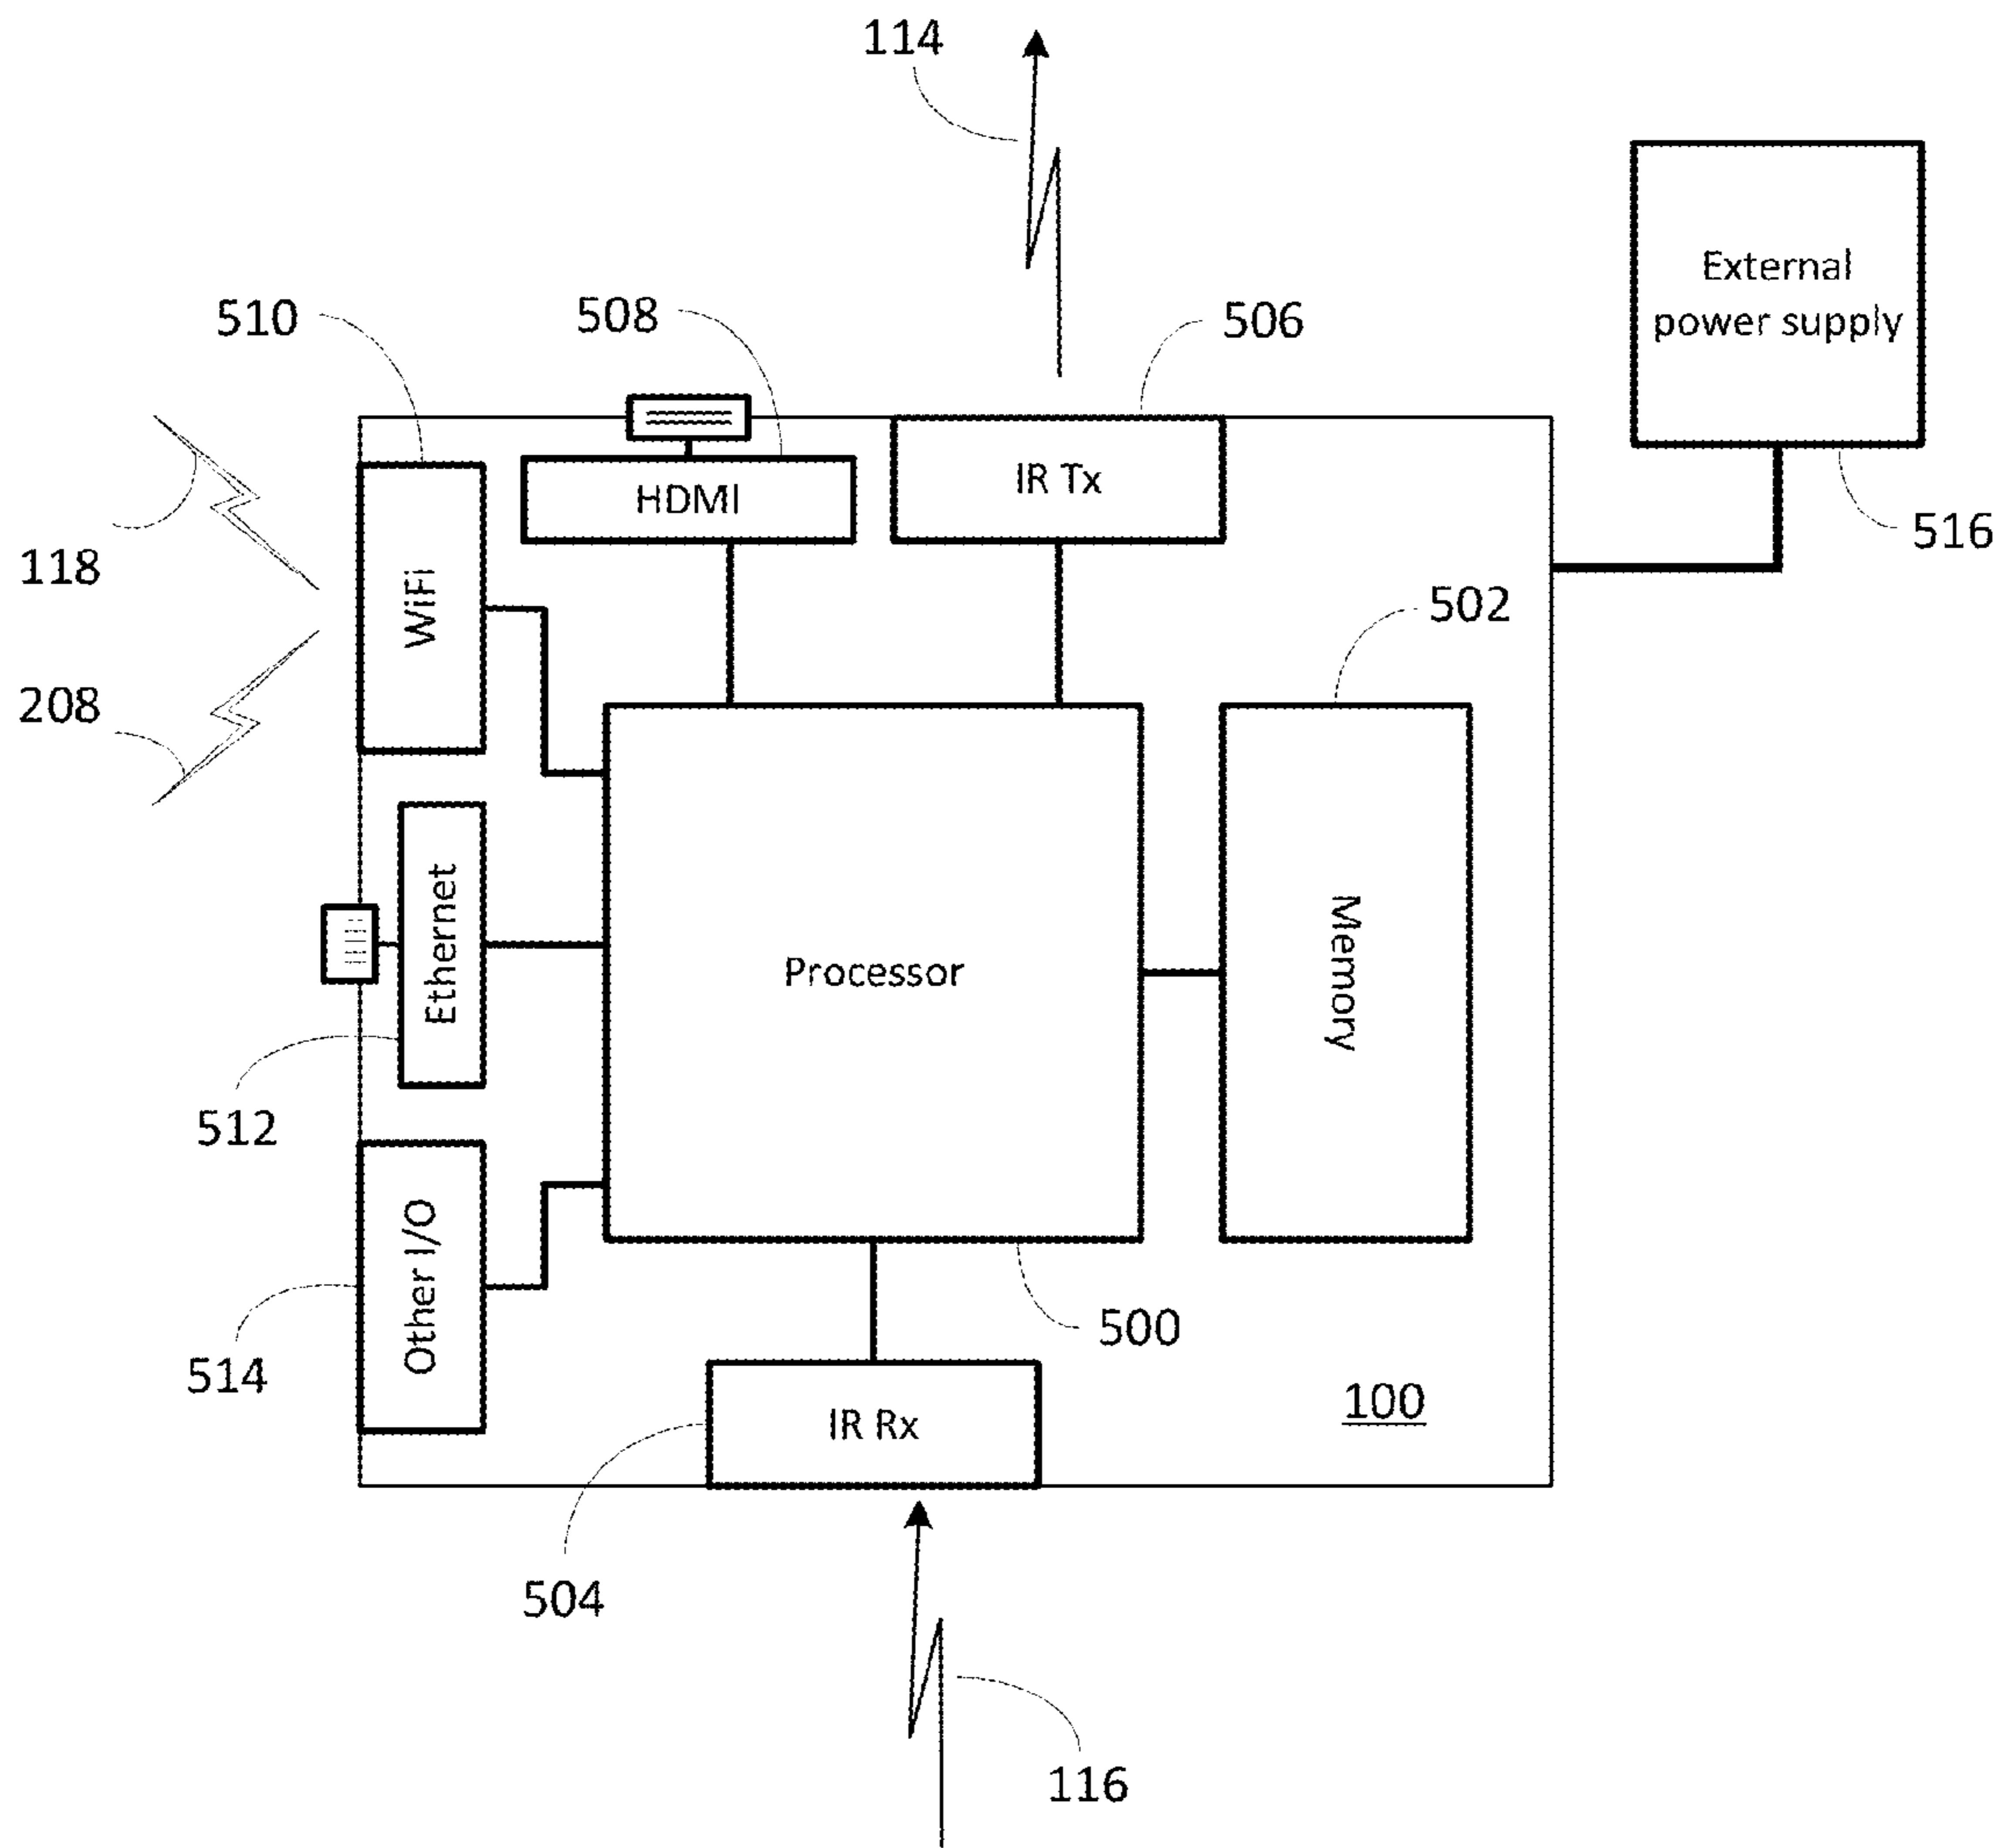 114
External
power supply
510
508
506
HDMI
IR Tx
516
118
WiFi
502
208
Ethernet
Processor
Memory
512
Other I/O
500
514
100
IR Rx
504
116